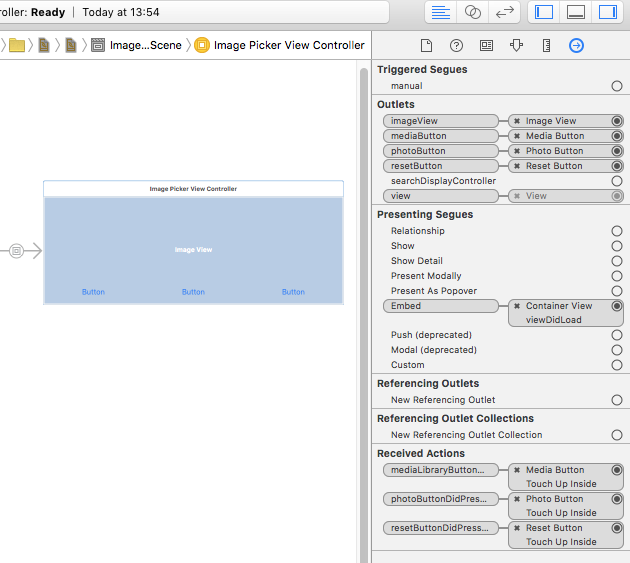 roller: Ready | Today at 13:54
Image...Scene Image Picker View Controller
Triggered Segues
manual
Outlets
imageView Image View
mediaButton Media Button
photoButton Photo Button
resetButton Reset Button
searchDisplayController
view View
Image Picker View Controller
Image View
Button Button Button
Presenting Segues
Relationship
Show
Show Detail
Present Modally
Present As Popover
Embed Container View
viewDidLoad
Push (deprecated)
Modal (deprecated)
Custom
Referencing Outlets
New Referencing Outlet
Referencing Outlet Collections
New Referencing Outlet Collection
Received Actions
mediaLibraryButton... Media Button
Touch Up Inside
photoButtonDidPres... Photo Button
Touch Up Inside
resetButtonDidPress... Reset Button
Touch Up Inside